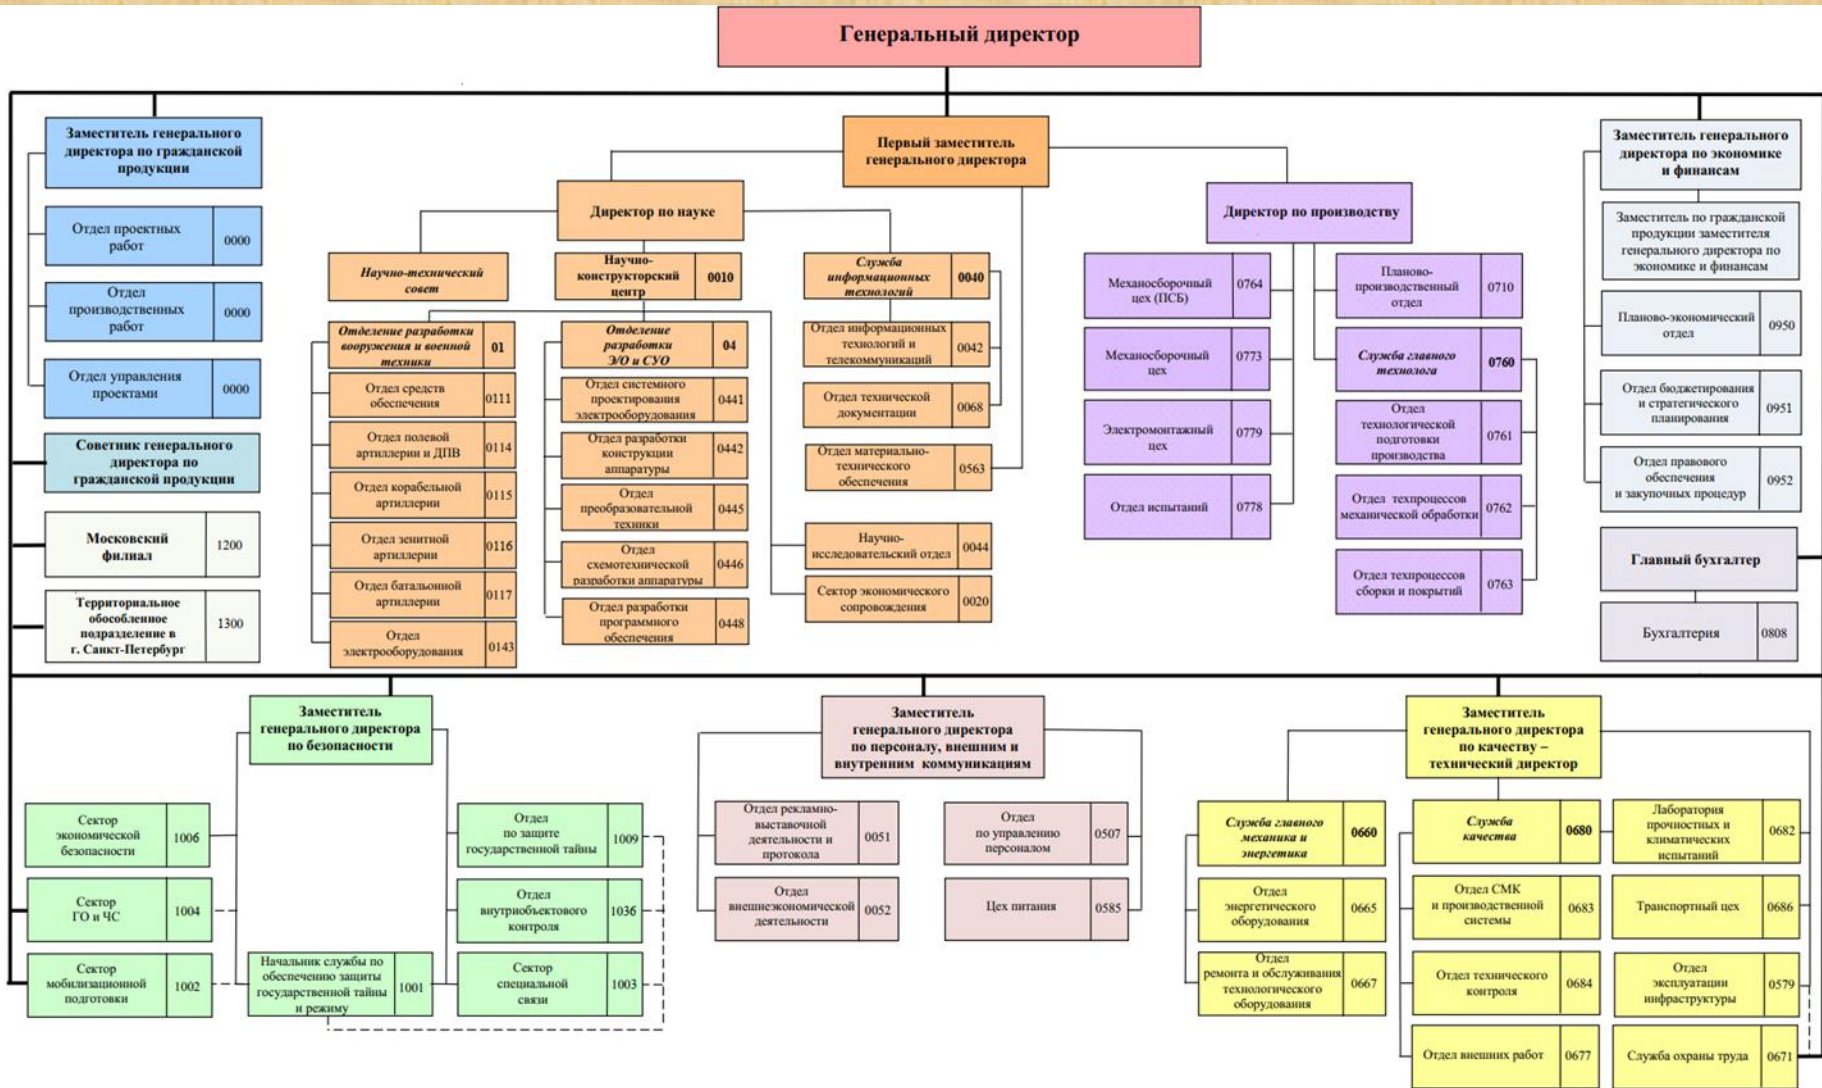 Генеральный директор
Заместитель генерального
директора по гражданской
продукции
Отдел проектных
работ
0000
Отдел
производственных
работ
0000
Отдел управления
проектами
0000
Советник генерального
директора по
гражданской продукции
Московский
филиал
1200
Территориальное
обособленное
подразделение в
г. Санкт-Петербург
1300
Первый заместитель
генерального директора
Директор по науке
Научно-технический
совет
Научно-
конструкторский
центр
0010
Служба
информационных
технологий
0040
Отделение разработки
вооружения и военной
техники
01
Отдел средств
обеспечения
0111
Отдел полевой
артиллерии и ДПВ
0114
Отдел корабельной
артиллерии
0115
Отдел зенитной
артиллерии
0116
Отдел батальонной
артиллерии
0117
Отдел
электрооборудования
0143
Отделение
разработки
Э/О и СУО
04
Отдел системного
проектирования
электрооборудования
0441
Отдел разработки
конструкции
аппаратуры
0442
Отдел
преобразовательной
техники
0445
Отдел
схемотехнической
разработки аппаратуры
0446
Отдел разработки
программного
обеспечения
0448
Отдел информационных
технологий и
телекоммуникаций
0042
Отдел технической
документации
0068
Отдел материально-
технического
обеспечения
0563
Научно-
исследовательский отдел
0044
Сектор экономического
сопровождения
0020
Директор по производству
Механосборочный
цех (ПСБ)
0764
Механосборочный
цех
0773
Электромонтажный
цех
0779
Отдел испытаний
0778
Планово-
производственный
отдел
0710
Служба главного
технолога
0760
Отдел
технологической
подготовки
производства
0761
Отдел техпроцессов
механической обработки
0762
Отдел техпроцессов
сборки и покрытий
0763
Заместитель генерального
директора по экономике
и финансам
Заместитель по гражданской
продукции заместителя
генерального директора по
экономике и финансам
Планово-экономический
отдел
0950
Отдел бюджетирования
и стратегического
планирования
0951
Отдел правового
обеспечения
и закупочных процедур
0952
Главный бухгалтер
Бухгалтерия
0808
Заместитель
генерального директора
по безопасности
Сектор
экономической
безопасности
1006
Сектор
ГО и ЧС
1004
Сектор
мобилизационной
подготовки
1002
Начальник службы по
обеспечению защиты
государственной тайны
и режиму
1001
Отдел
по защите
государственной тайны
1009
Отдел
внутриобъектового
контроля
1036
Сектор
специальной
связи
1003
Заместитель
генерального директора
по персоналу, внешним и
внутренним коммуникациям
Отдел рекламно-
выставочной
деятельности и
протокола
0051
Отдел
внешнеэкономической
деятельности
0052
Отдел
по управлению
персоналом
0507
Цех питания
0585
Заместитель
генерального директора
по качеству –
технический директор
Служба главного
механика и
энергетика
0660
Отдел
энергетического
оборудования
0665
Отдел
ремонта и обслуживания
технологического
оборудования
0667
Служба
качества
0680
Отдел СМК
и производственной
системы
0683
Отдел технического
контроля
0684
Отдел внешних работ
0677
Лаборатория
прочностных и
климатических
испытаний
0682
Транспортный цех
0686
Отдел
эксплуатации
инфраструктуры
0579
Служба охраны труда
0671